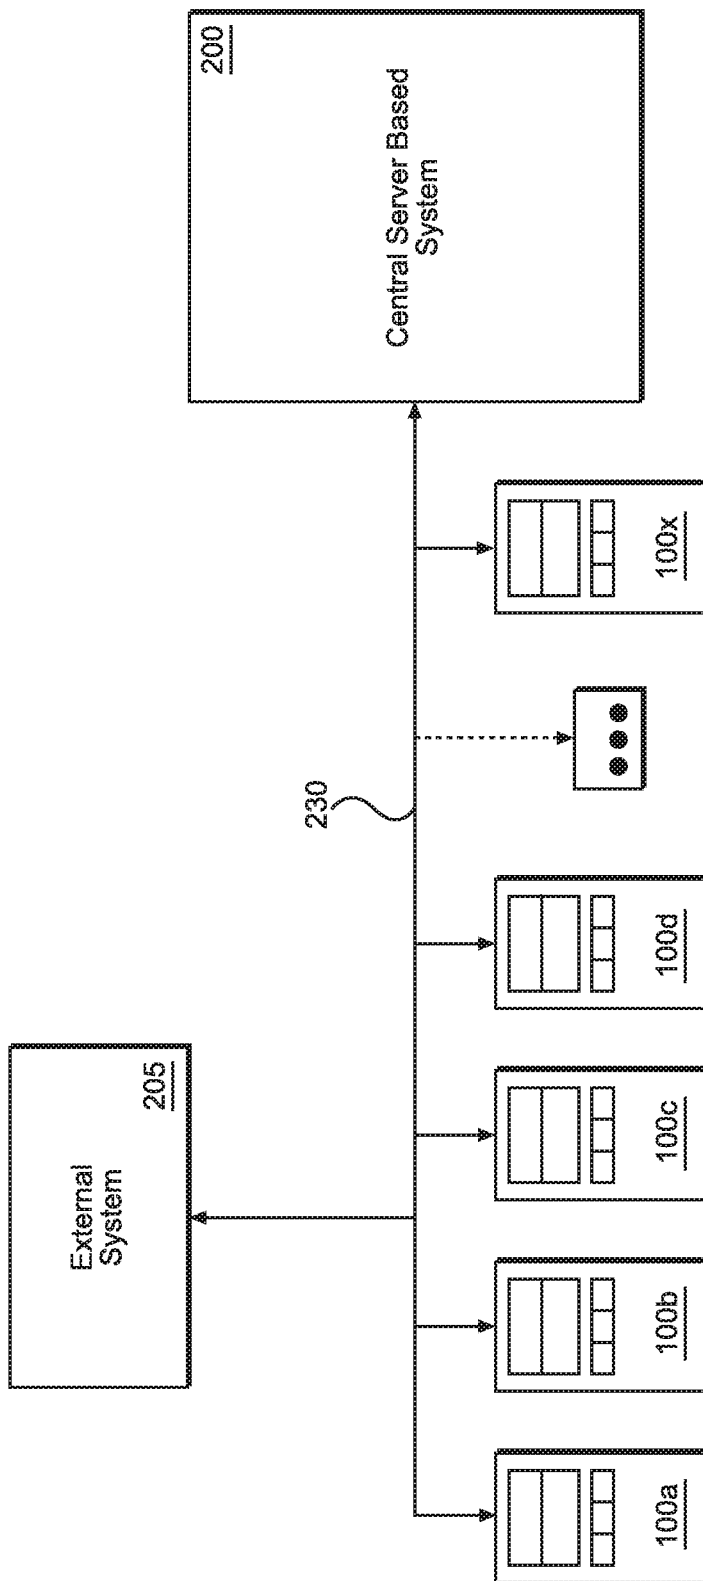 External
System
205
200
Central Server Based
System
230
100a
100b
100c
100d
100x